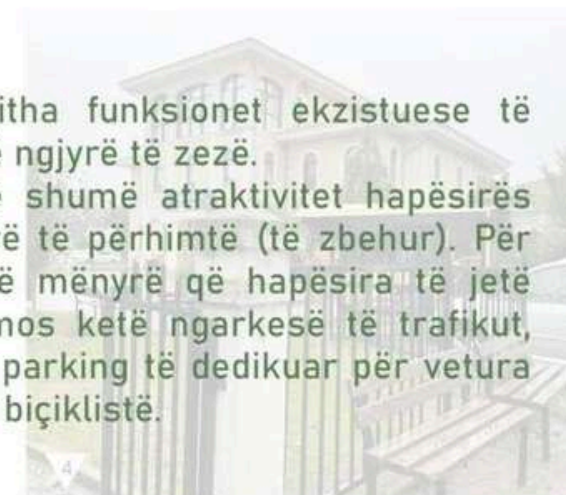 itha funksionet ekzistuese të
ngjyrë të zezë.
shumë atraktivitet hapësirës
ë të përhimtë (të zbehur). Për
ë mënyrë që hapësira të jetë
mos ketë ngarkesë të trafikut,
parking të dedikuar për vetura
biçiklistë.
4